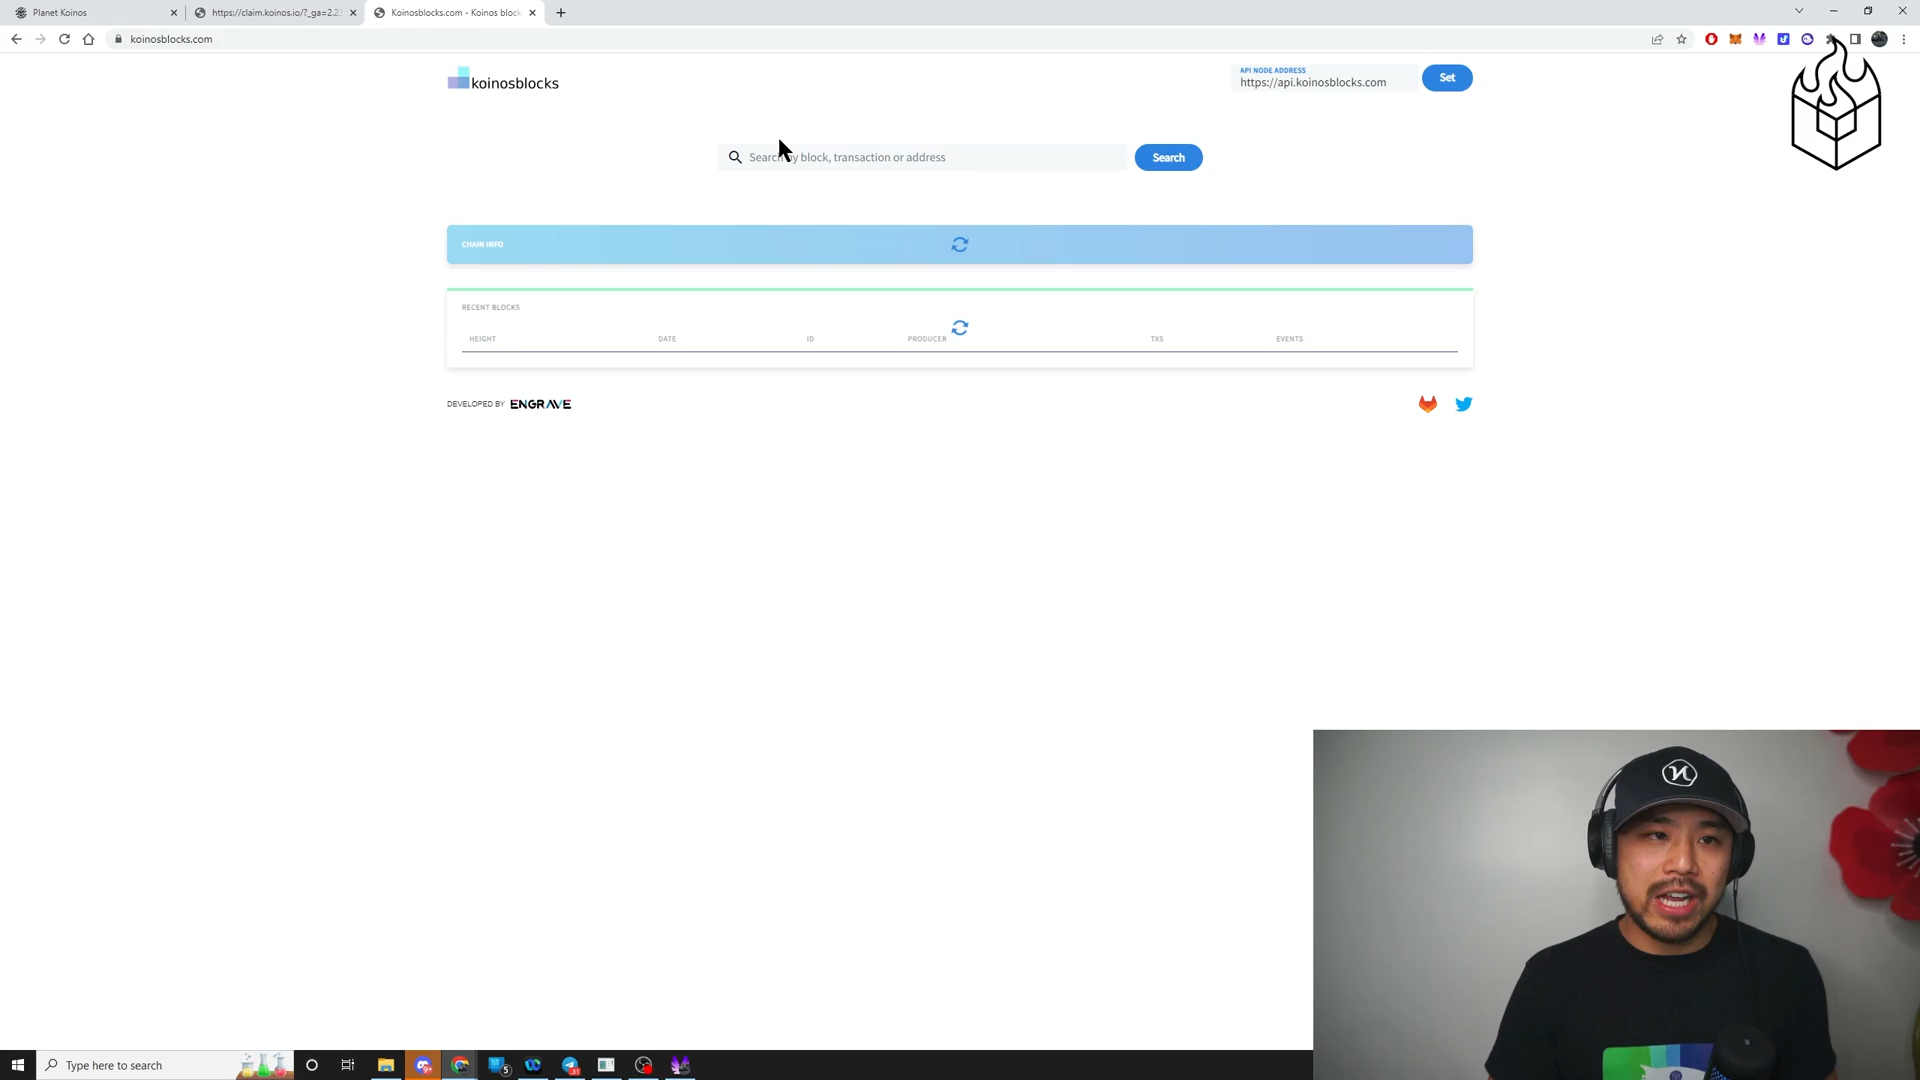 Planet Koinos
https://claim.koinos.io/?_ga=2.2
Koinosblocks.com - Koinos block
koinosblocks.com
koinosblocks
API NODE ADDRESS
https://api.koinosblocks.com
Set
Search by block, transaction or address
Search
CHAIN INFO
RECENT BLOCKS
HEIGHT DATE ID PRODUCER TXS EVENTS
DEVELOPED BY ENGRAVE
Type here to search
5